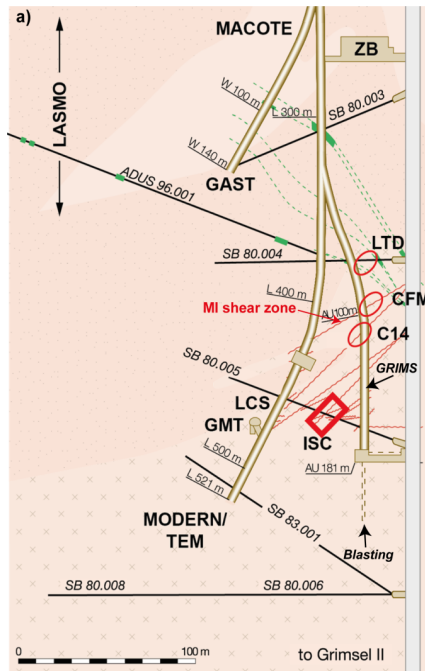 a)
MACOTE
ZB
LASMO
W 100 m
L 300 m
SB 80.003
W 140 m
GAST
ADUS 96.001
LTD
SB 80.004
L 400 m
CFM
MI shear zone
AU100m
C14
SB 80.005
GRIMS
LCS
GMT
ISC
L 500 m
AU 181 m
L 521 m
MODERN/
TEM
SB 83.001
Blasting
SB 80.008
SB 80.006
0
100 m
to Grimsel II